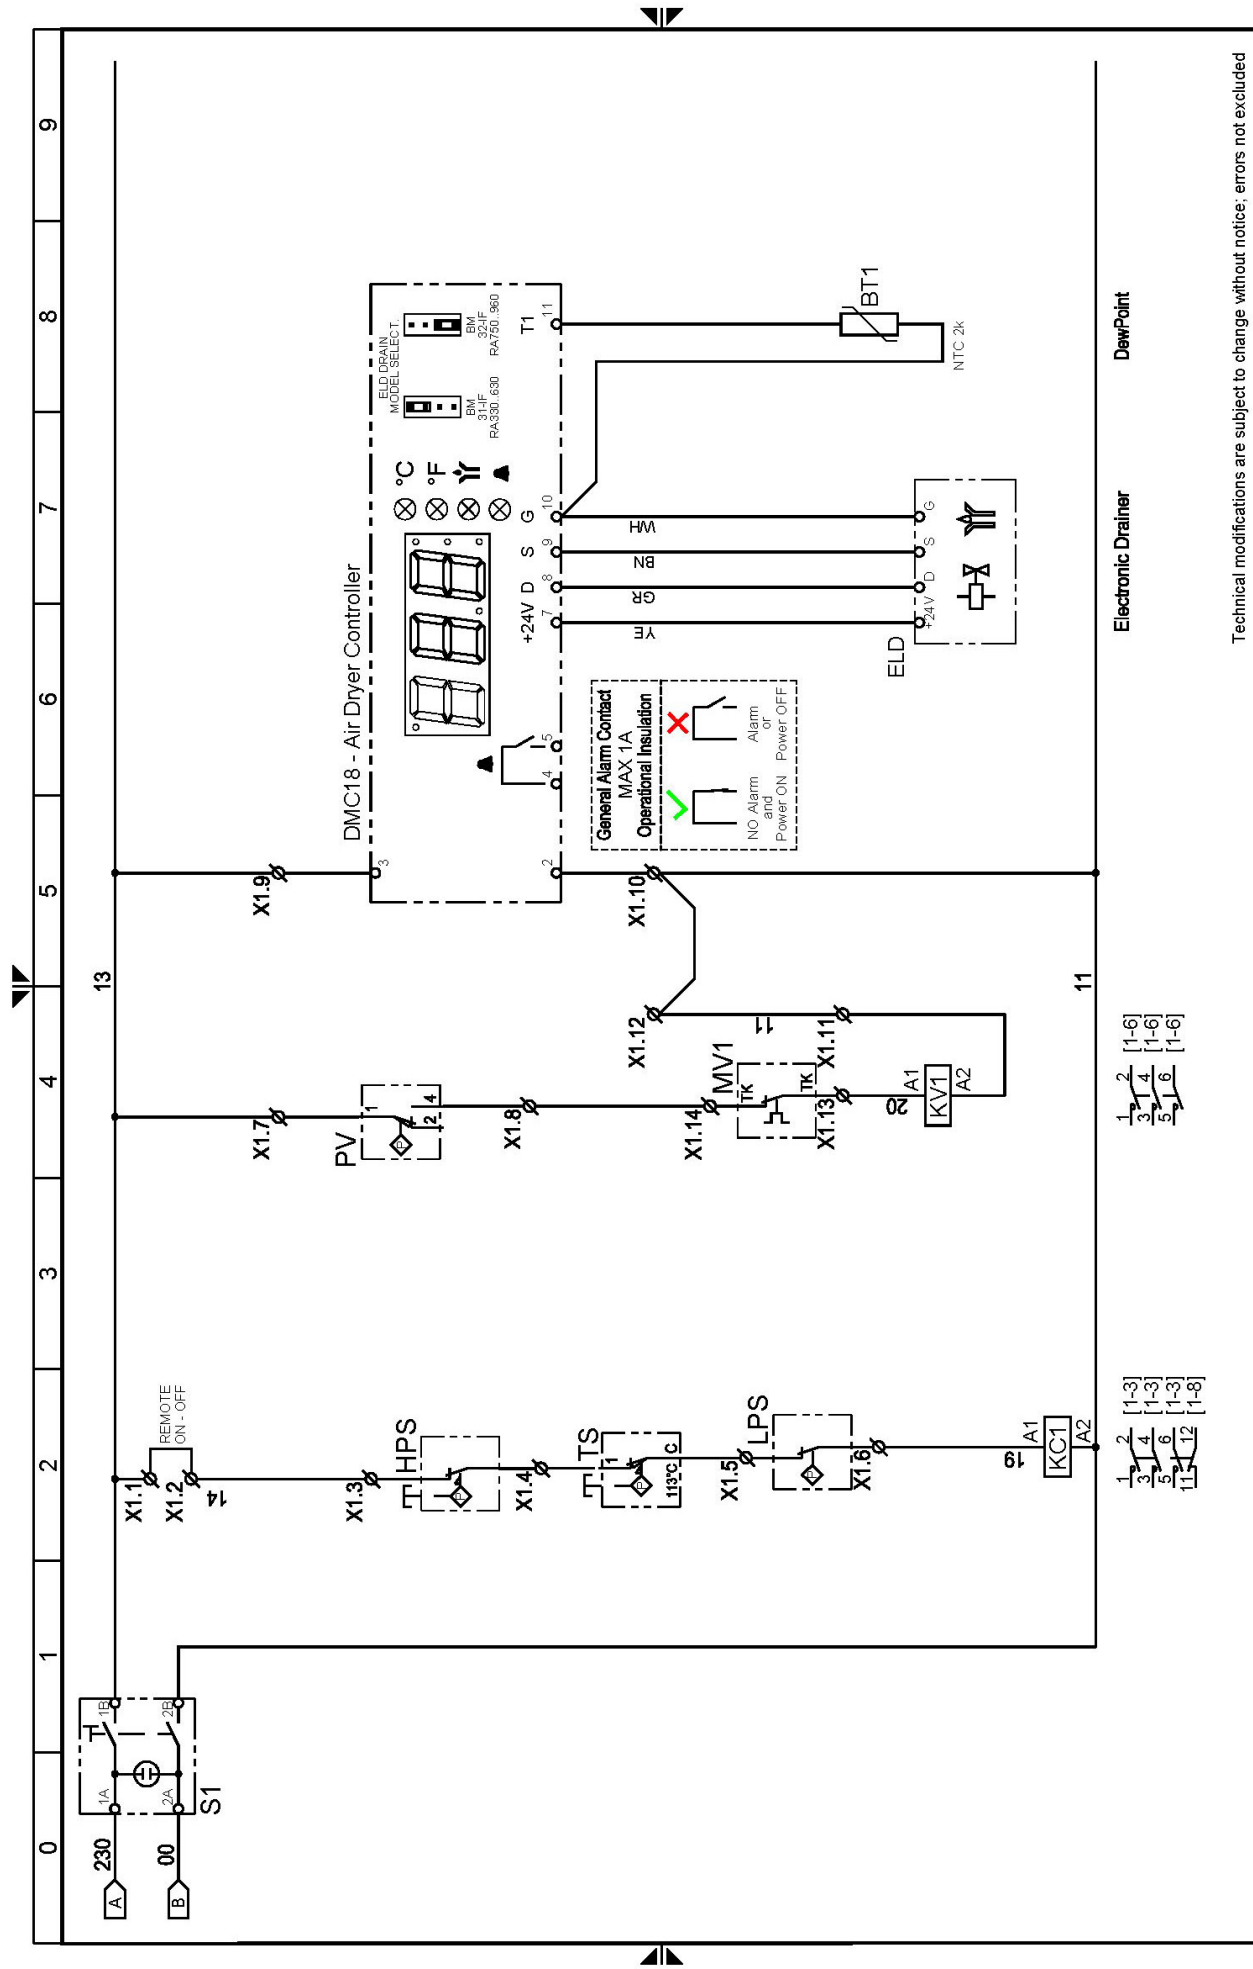 0 1 2 3 4 5 6 7 8 9
A 230
B 00
1A 1B
2A 2B
S1
13
11
X1.1
X1.2
REMOTE
ON - OFF
14
X1.3
HPS
P
X1.4
TS
1
P
113°C C
X1.5
LPS
P
X1.6
19
A1
KC1
A2
1 2 [1-3]
3 4 [1-3]
5 6 [1-3]
11 12 [1-8]
X1.7
PV
1
P
2 4
X1.8
X1.14
MV1
TK
TK
X1.13
20
A1
KV1
A2
X1.12
11
X1.11
1 2 [1-6]
3 4 [1-6]
5 6 [1-6]
X1.9
3
DMC18 - Air Dryer Controller
°C
°F
ELD DRAIN
MODEL SELECT.
BM
31-IF
RA330..630
BM
32-IF
RA750..960
2
4 5
+24V D S G T1
7 8 9 10 11
X1.10
General Alarm Contact
MAX 1A
Operational Insulation
NO Alarm
and
Power ON
Alarm
or
Power OFF
YE GR BN WH
ELD
+24V D S G
BT1
NTC 2k
Electronic Drainer
DewPoint
Technical modifications are subject to change without notice; errors not excluded